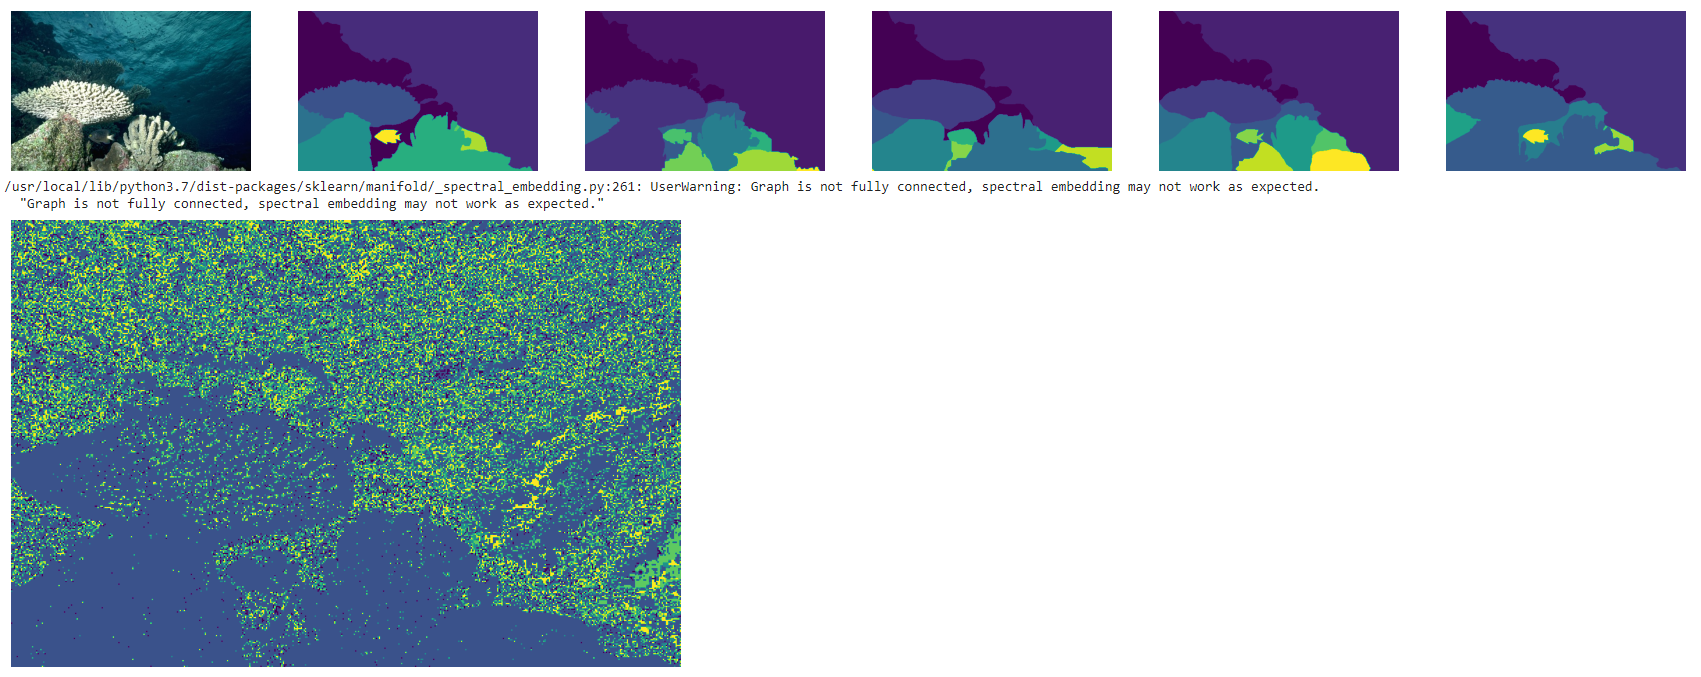 /usr/local/lib/python3.7/dist-packages/sklearn/manifold/_spectral_embedding.py:261: UserWarning: Graph is not fully connected, spectral embedding may not work as expected.
"Graph is not fully connected, spectral embedding may not work as expected."